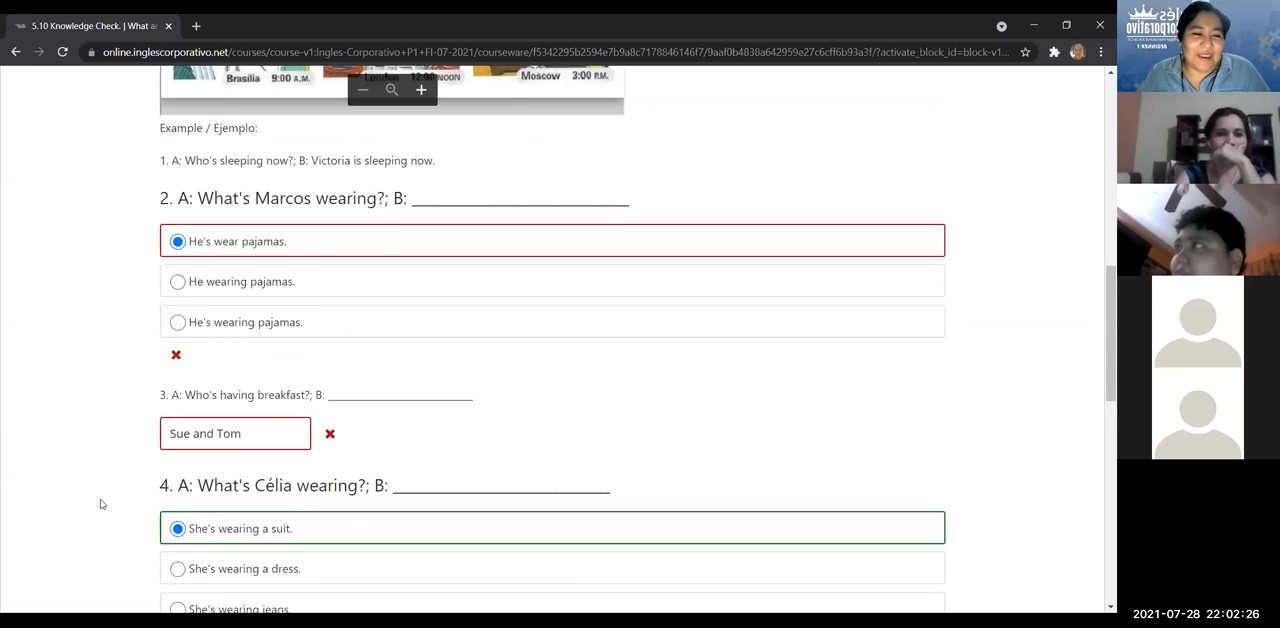 5.10 Knowledge Check. | What ar
online.inglescorporativo.net/courses/course-v1:Ingles-Corporativo+P1+FI-07-2021/courseware/f5342295b2594e7b9a8c7178846146f7/9aaf0b4838a642959e27c6cff6b93a3f/?activate_block_id=block-v1...
Brasília 9:00 A.M.
London 12:00 NOON
Moscow 3:00 P.M.
Example / Ejemplo:
1. A: Who's sleeping now?; B: Victoria is sleeping now.
2. A: What's Marcos wearing?; B: ____________________________
He's wear pajamas.
He wearing pajamas.
He's wearing pajamas.
3. A: Who's having breakfast?; B: ________________________
Sue and Tom
4. A: What's Célia wearing?; B: ____________________________
She's wearing a suit.
She's wearing a dress.
She's wearing jeans.
2021-07-28 22:02:26